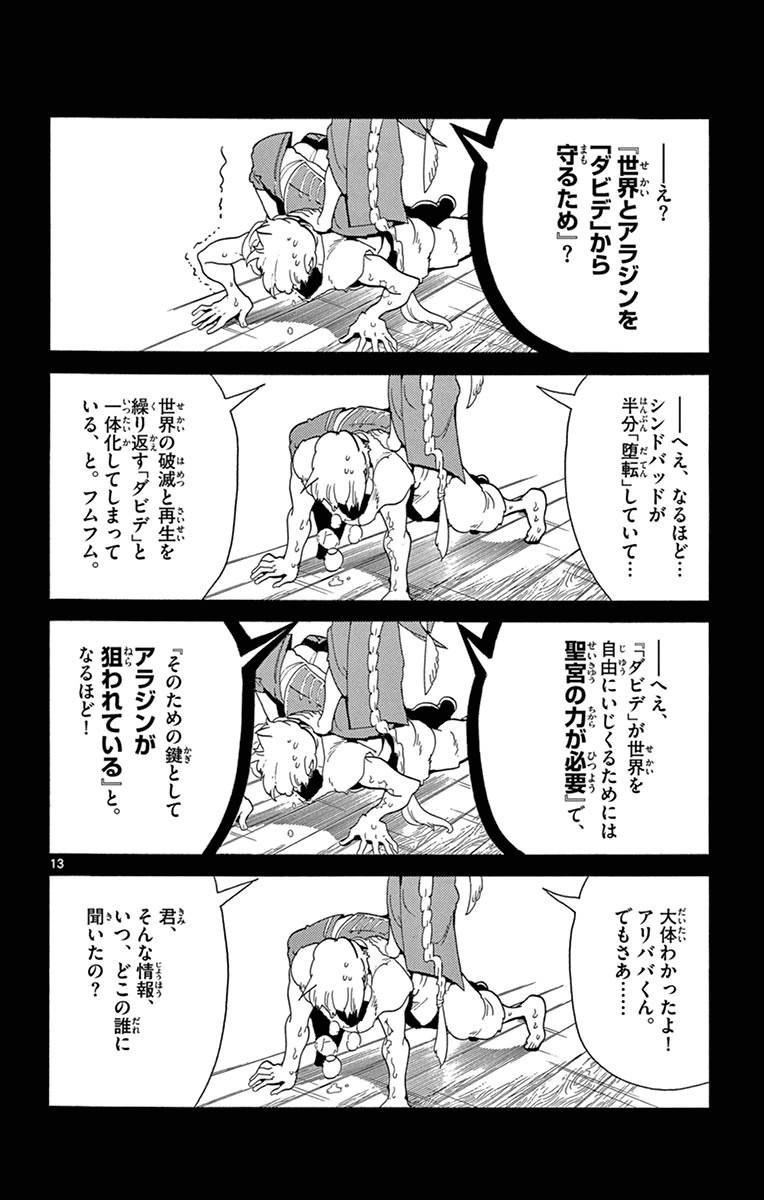 ――え?
『世界とアラジンを
「ダビデ」から
守るため』?
――へえ、なるほど…
シンドバッドが
半分「堕転」していて…
世界の破滅と再生を
繰り返す「ダビデ」と
一体化してしまって
いる、と。フムフム。
――へえ、
『「ダビデ」が世界を
自由にいじくるためには
聖宮の力が必要』で、
『そのための鍵として
アラジンが
狙われている』と。
なるほど!
13
大体わかったよ!
アリババくん。
でもさあ……
君、
そんな情報、
いつ、どこの誰に
聞いたの?